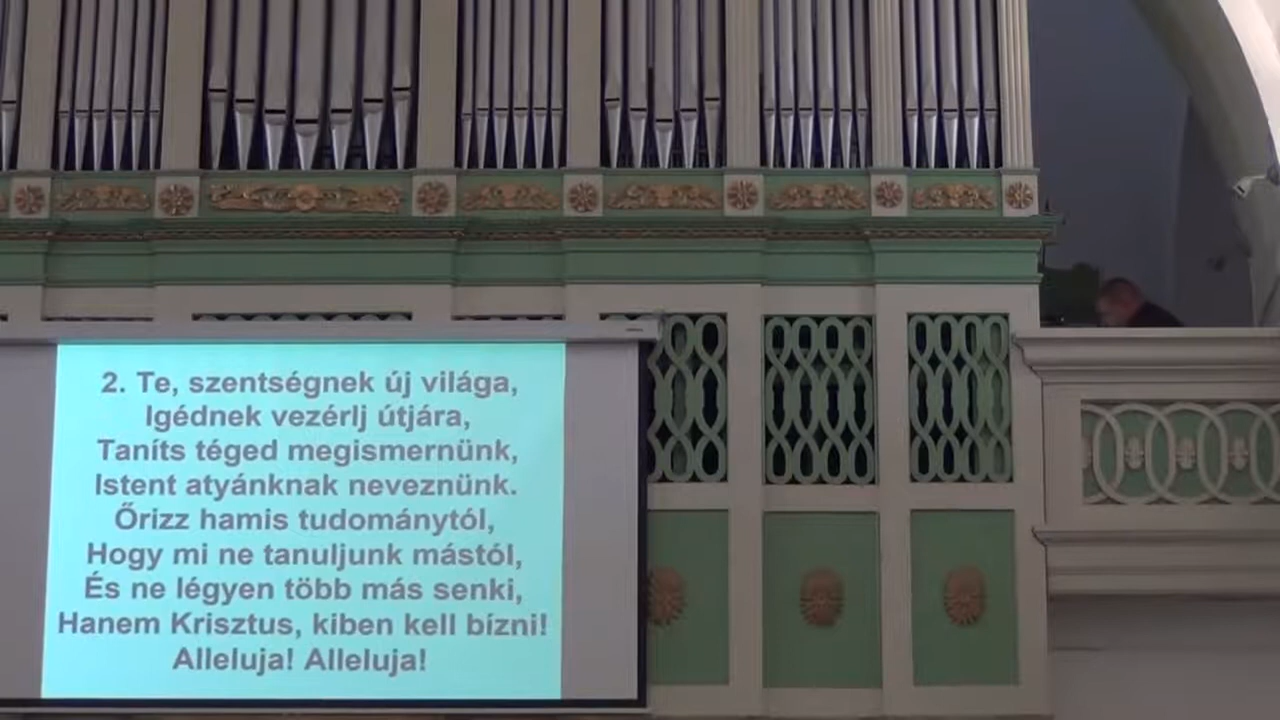 2. Te, szentségnek új világa,
Igédnek vezérlj útjára,
Taníts téged megismernünk,
Istent atyánknak neveznünk.
Őrizz hamis tudománytól,
Hogy mi ne tanuljunk mástól,
És ne légyen több más senki,
Hanem Krisztus, kiben kell bízni!
Alleluja! Alleluja!